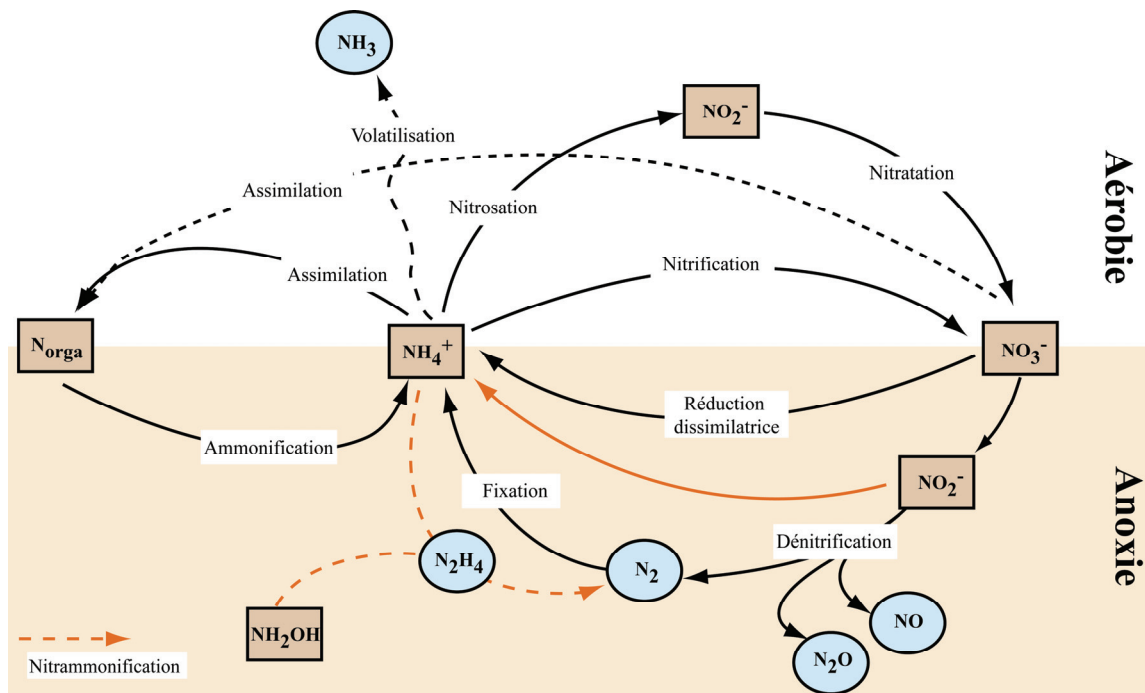 NH3
Volatilisation
NO2-
Assimilation
Nitrosation
Nitratation
Aérobie
Assimilation
Nitrification
Norga
NH4+
NO3-
Réduction
dissimilatrice
Ammonification
Fixation
NO2-
Dénitrification
Anoxie
N2H4
N2
NH2OH
NO
N2O
Nitrammonification